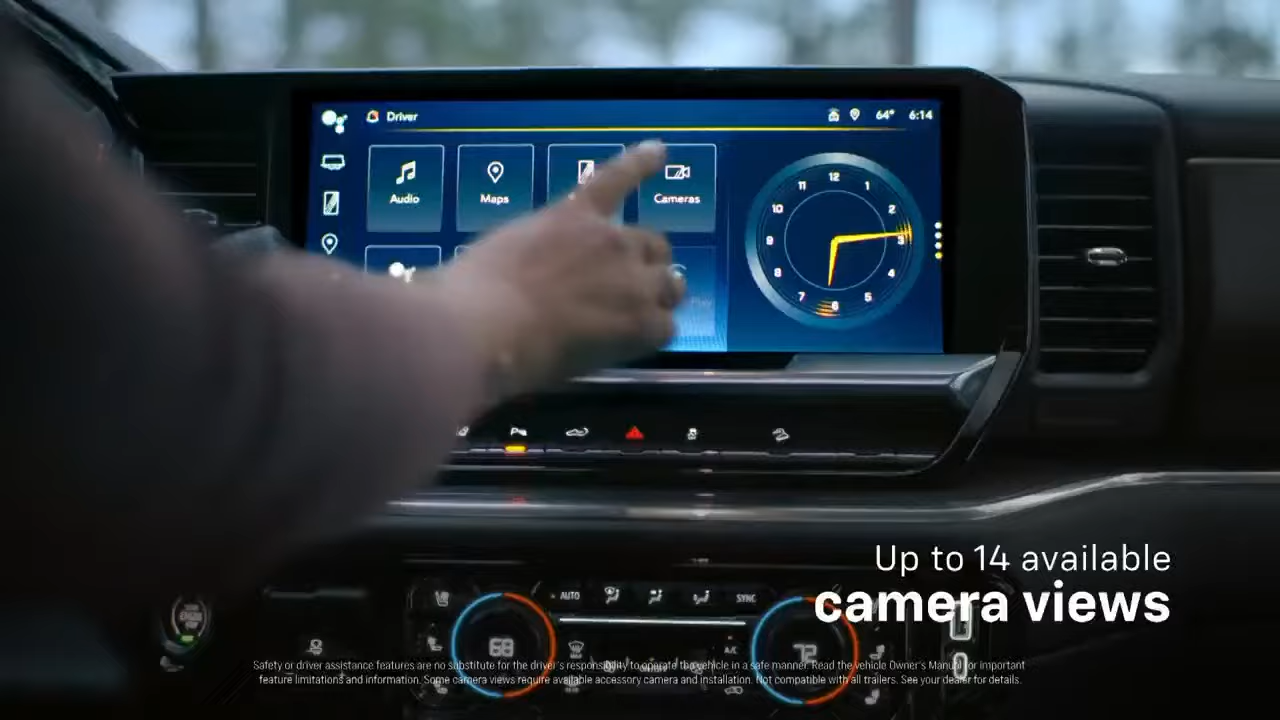 Driver
64° 6:14
Audio
Maps
Cameras
12
11 1
10 2
9 3
8 4
7 5
6
Play
AUTO
SYNC
68
72
A/C
Up to 14 available
camera views
Safety or driver assistance features are no substitute for the driver's responsibility to operate the vehicle in a safe manner. Read the vehicle Owner's Manual for important
feature limitations and information. Some camera views require available accessory camera and installation. Not compatible with all trailers. See your dealer for details.